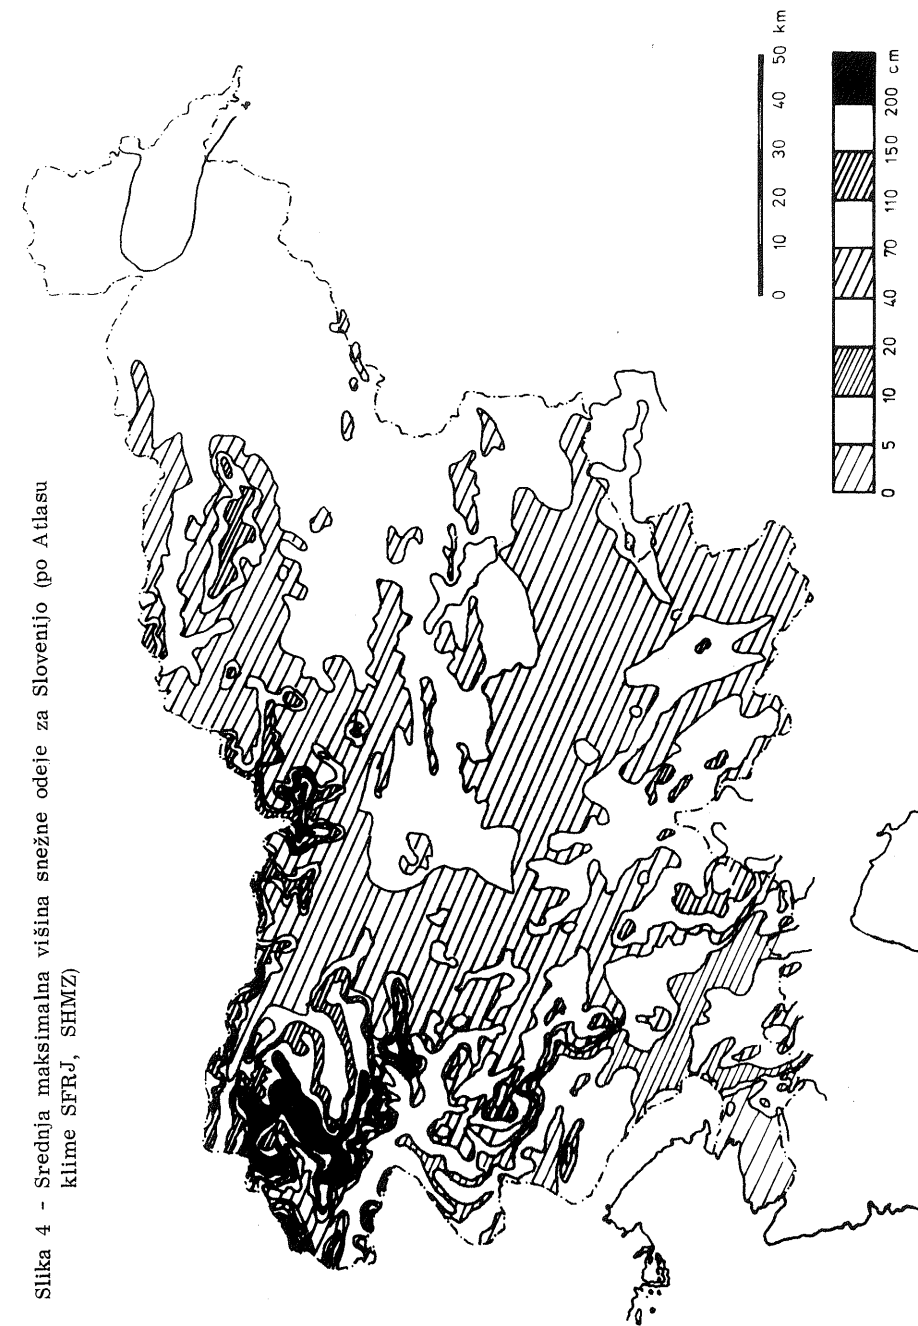 Slika 4 - Srednja maksimalna višina snežne odeje za Slovenijo (po Atlasu
klime SFRJ, SHMZ)
0 10 20 30 40 50 km
0 5 10 20 40 70 110 150 200 cm